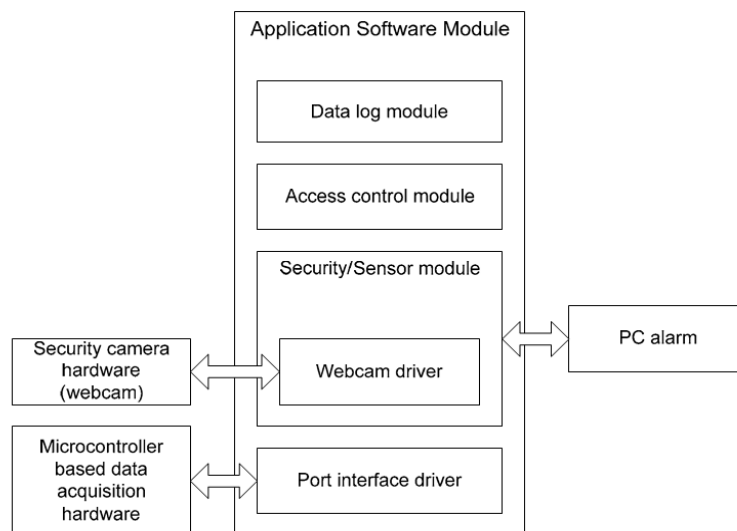 Application Software Module
Data log module
Access control module
Security/Sensor module
Webcam driver
Port interface driver
Security camera
hardware
(webcam)
Microcontroller
based data
acquisition
hardware
PC alarm